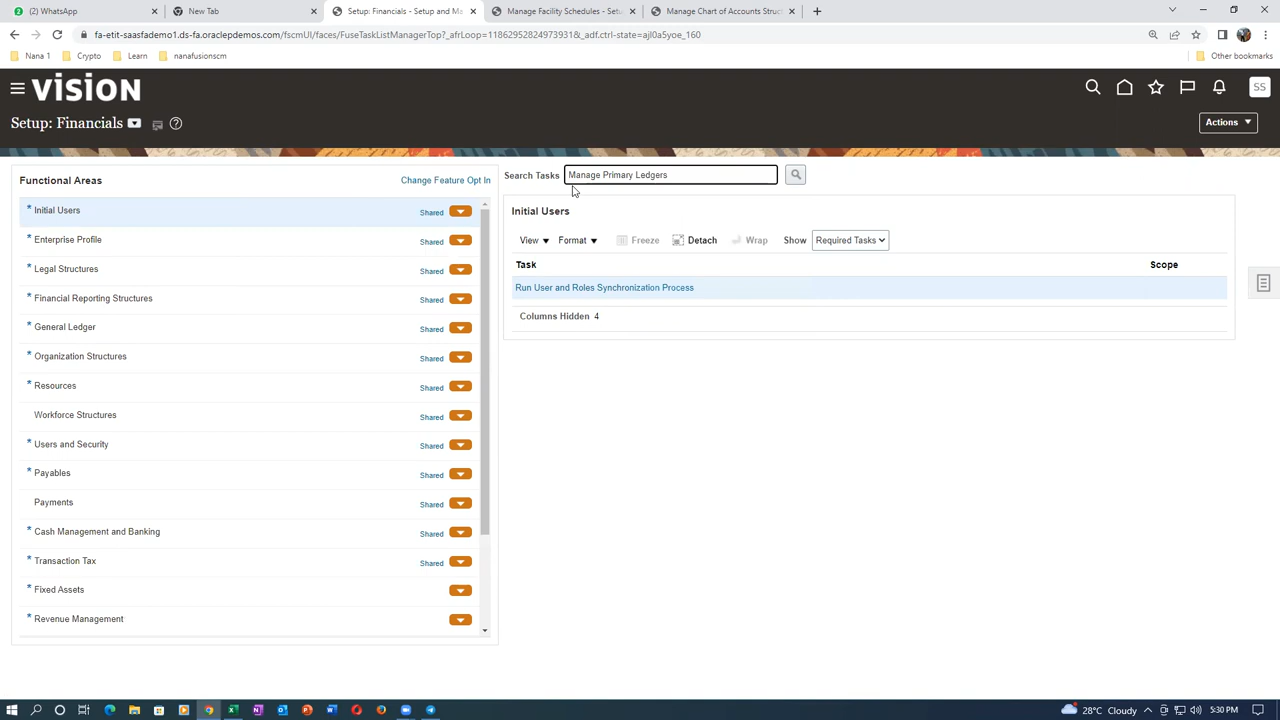 WhatsApp
New Tab
Setup: Financials - Setup and Ma
Manage Facility Schedules - Setu
Manage Chart of Accounts Struct
fa-etit-saasfademo1.ds-fa.oraclepdemos.com/fscmUI/faces/FuseTaskListManagerTop?_afrLoop=11862952824973931&_adf.ctrl-state=ajl0a5yoe_160
Nana 1
Crypto
Learn
nanafusionscm
Other bookmarks
VISION
SS
Setup: Financials
Actions
Functional Areas
Change Feature Opt In
* Initial Users Shared
* Enterprise Profile Shared
* Legal Structures Shared
* Financial Reporting Structures Shared
* General Ledger Shared
* Organization Structures Shared
* Resources Shared
Workforce Structures Shared
* Users and Security Shared
* Payables Shared
Payments Shared
* Cash Management and Banking Shared
* Transaction Tax Shared
* Fixed Assets
* Revenue Management
Search Tasks Manage Primary Ledgers
Initial Users
View Format Freeze Detach Wrap Show Required Tasks
Task Scope
Run User and Roles Synchronization Process
Columns Hidden 4
28°C Cloudy
5:30 PM